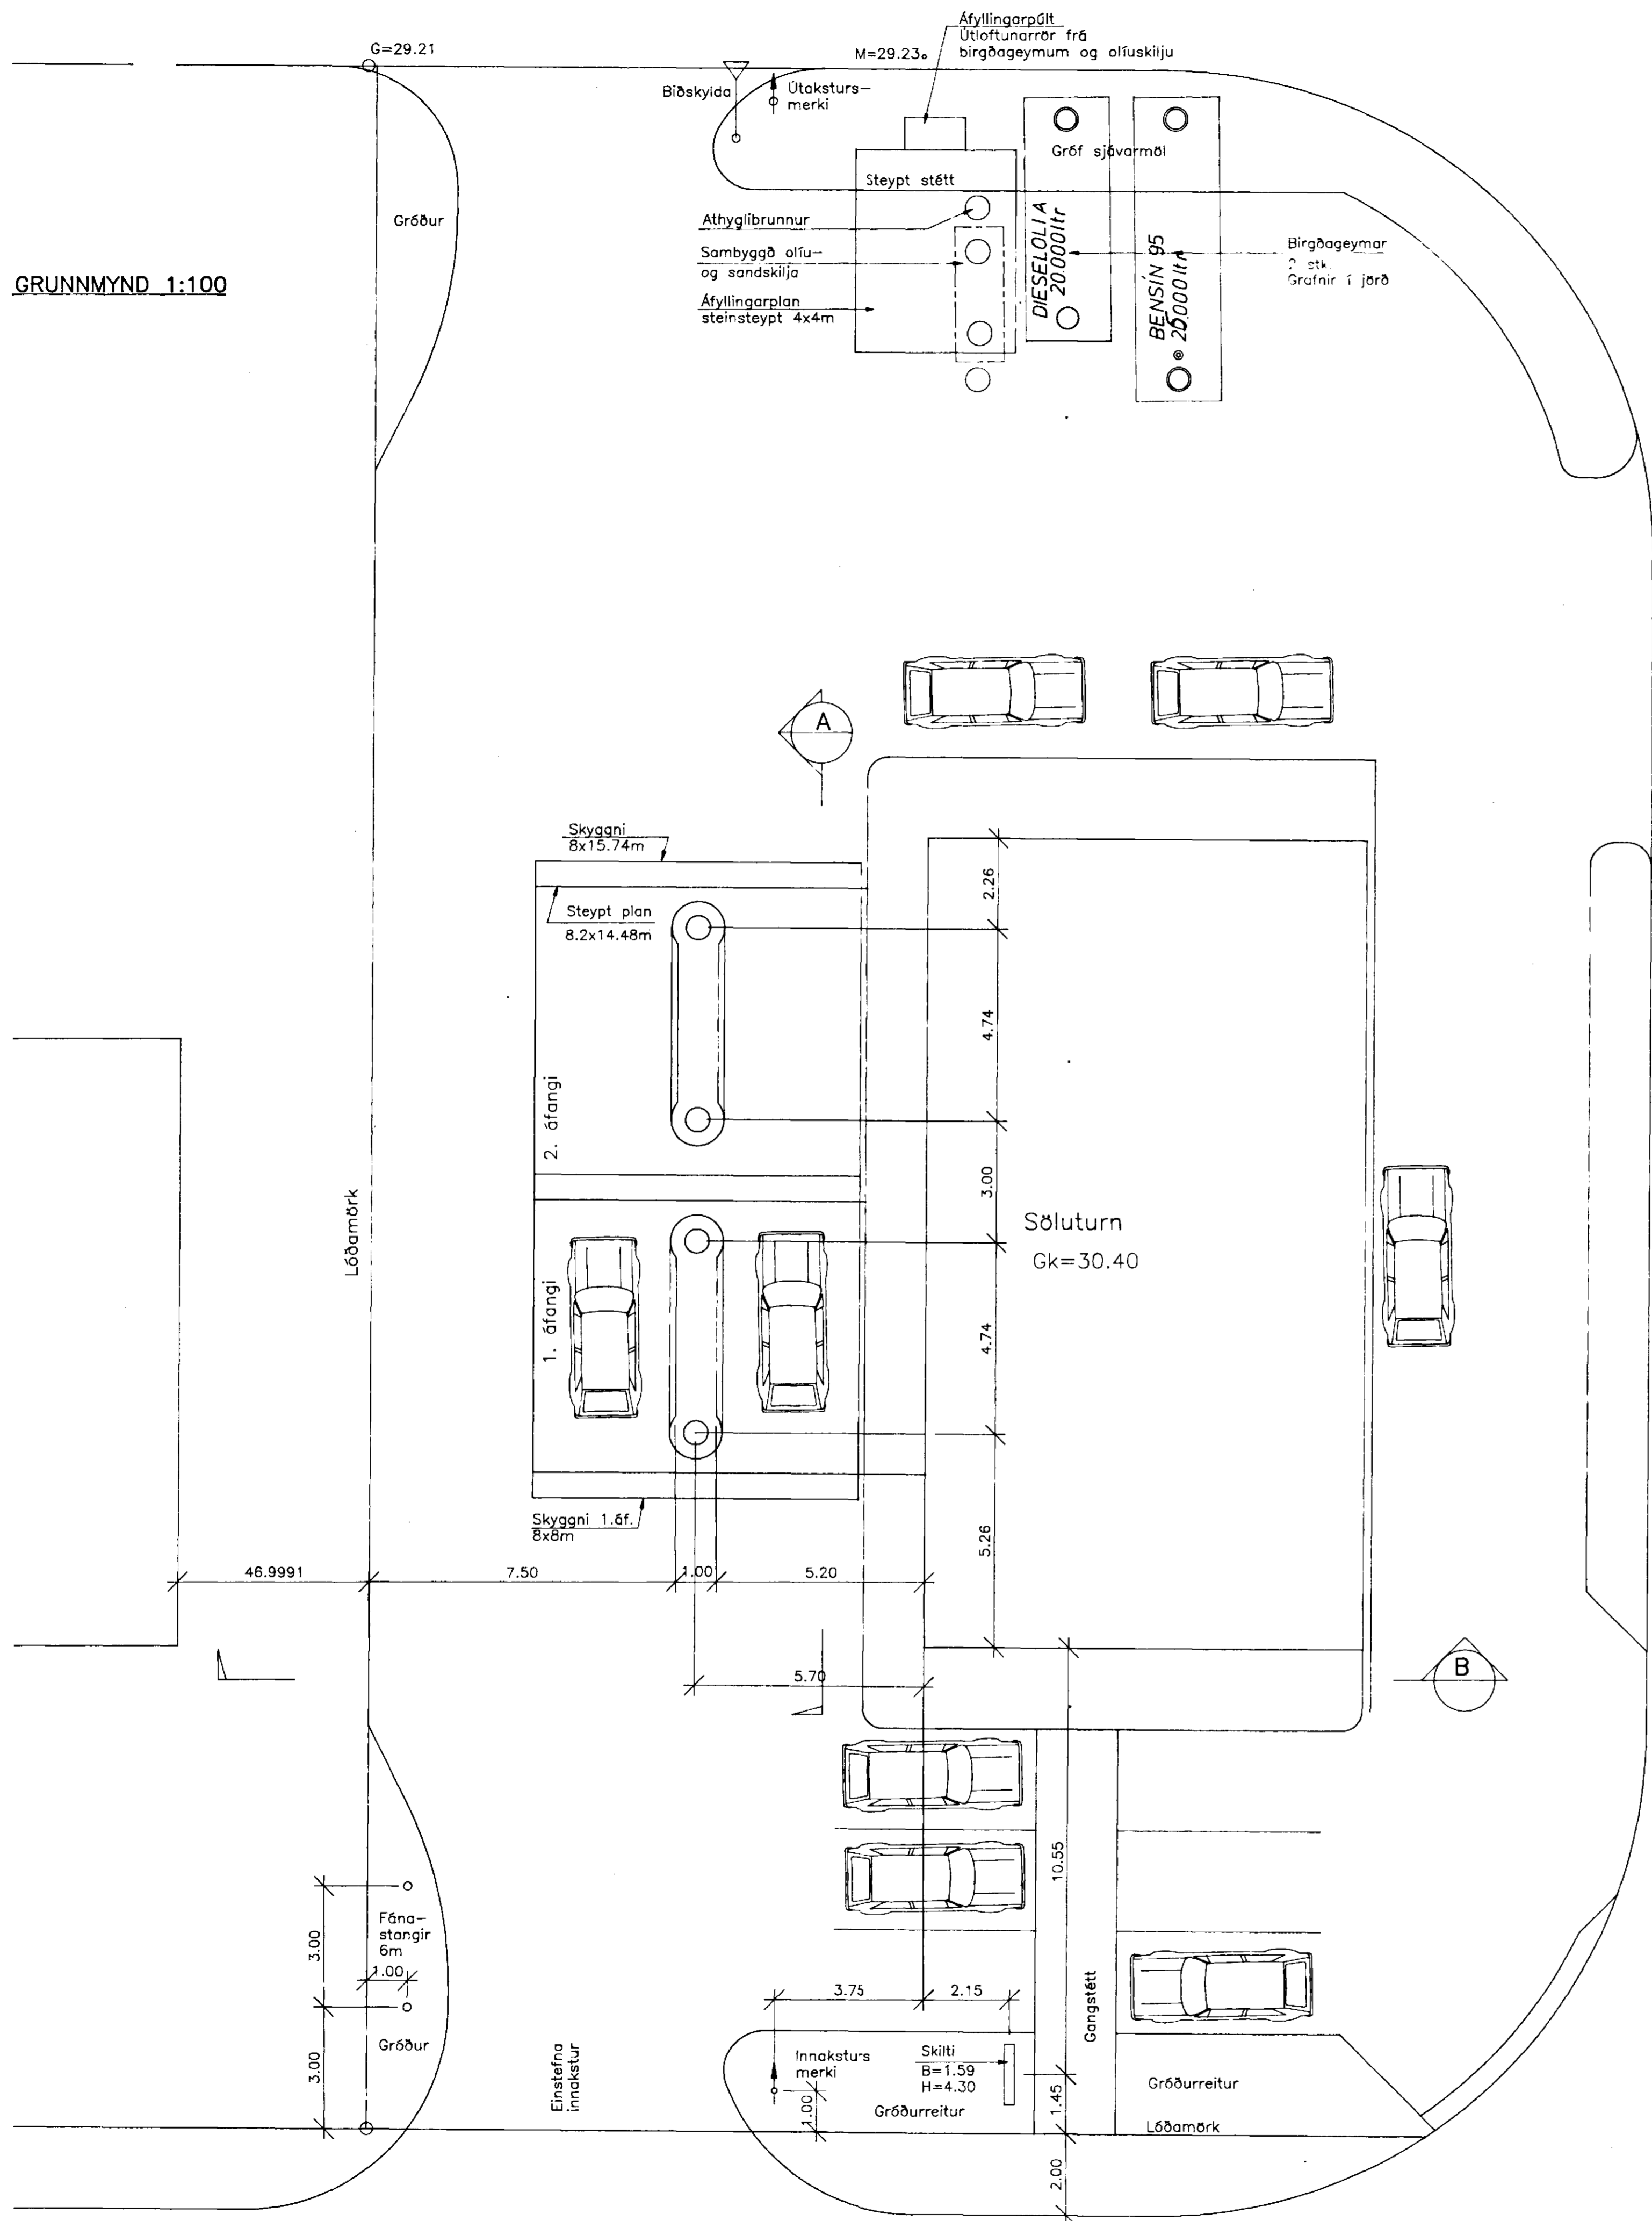 G=29.21
M=29.23
Áfyllingarpúlt
Útloftunarrör frá
birgðageymum og olíuskilju
Biðskylda
Útaksturs-
merki
Gróf sjávarmöl
Steypt stétt
Gróður
Athyglibrunnur
Sambyggð olíu-
og sandskilja
Áfyllingarplan
steinsteypt 4x4m
DIESELOLIA
20.000ltr
BENSÍN 95
Birgðageymar
2 stk.
Grafnir í jörð
GRUNNMYND 1:100
A
Skyggni
8x15.74m
Steypt plan
8.2x14.48m
2.26
4.74
2. áfangi
3.00
Lóðamörk
Söluturn
Gk=30.40
1. áfangi
4.74
Skyggni 1.áf.
8x8m
5.26
46.9991
7.50
1.00
5.20
5.70
B
10.55
3.00
Fána-
stangir
6m
1.00
3.75
2.15
Gangstétt
3.00
Gróður
Einstefna
innakstur
Innaksturs
merki
1.00
Skilti
B=1.59
H=4.30
Gróðurreitur
1.45
Gróðurreitur
Lóðamörk
2.00